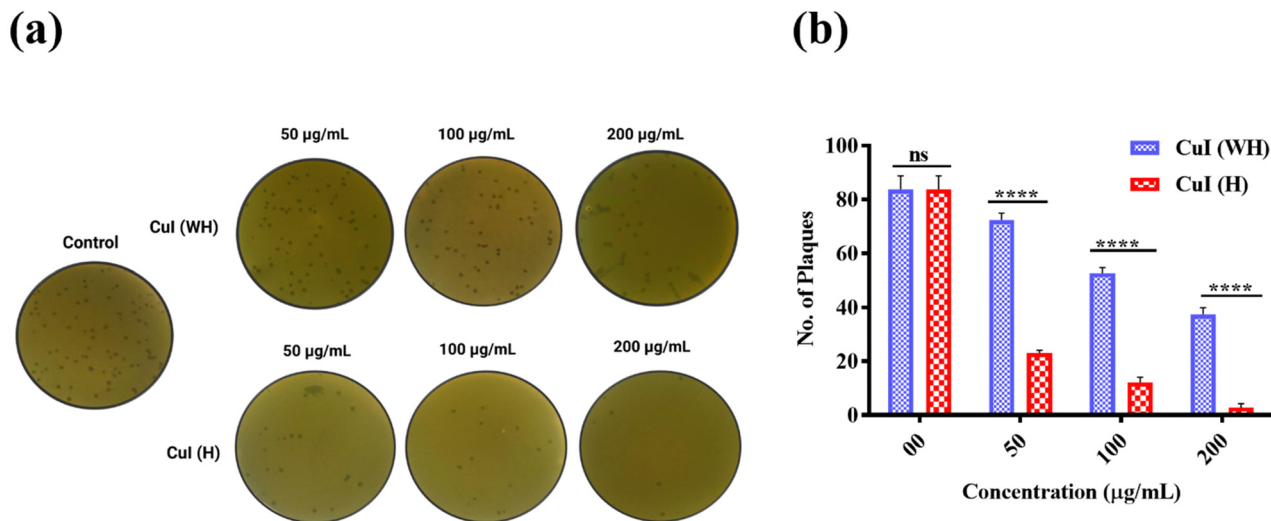 (a)
50 µg/mL 100 µg/mL 200 µg/mL
CuI (WH)
Control
50 µg/mL 100 µg/mL 200 µg/mL
CuI (H)
(b)
CuI (WH)
CuI (H)
100
80
60
40
20
0
No. of Plaques
ns
****
****
****
00 50 100 200
Concentration (µg/mL)